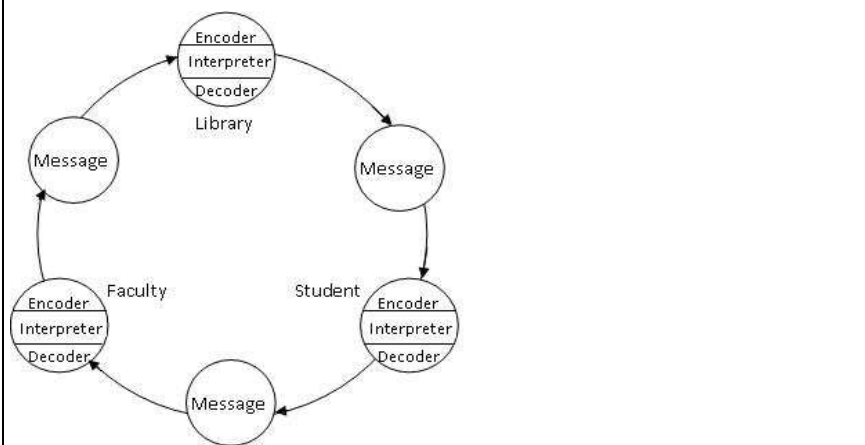 Encoder
Interpreter
Decoder
Library
Message
Message
Faculty
Student
Encoder
Interpreter
Decoder
Encoder
Interpreter
Decoder
Message